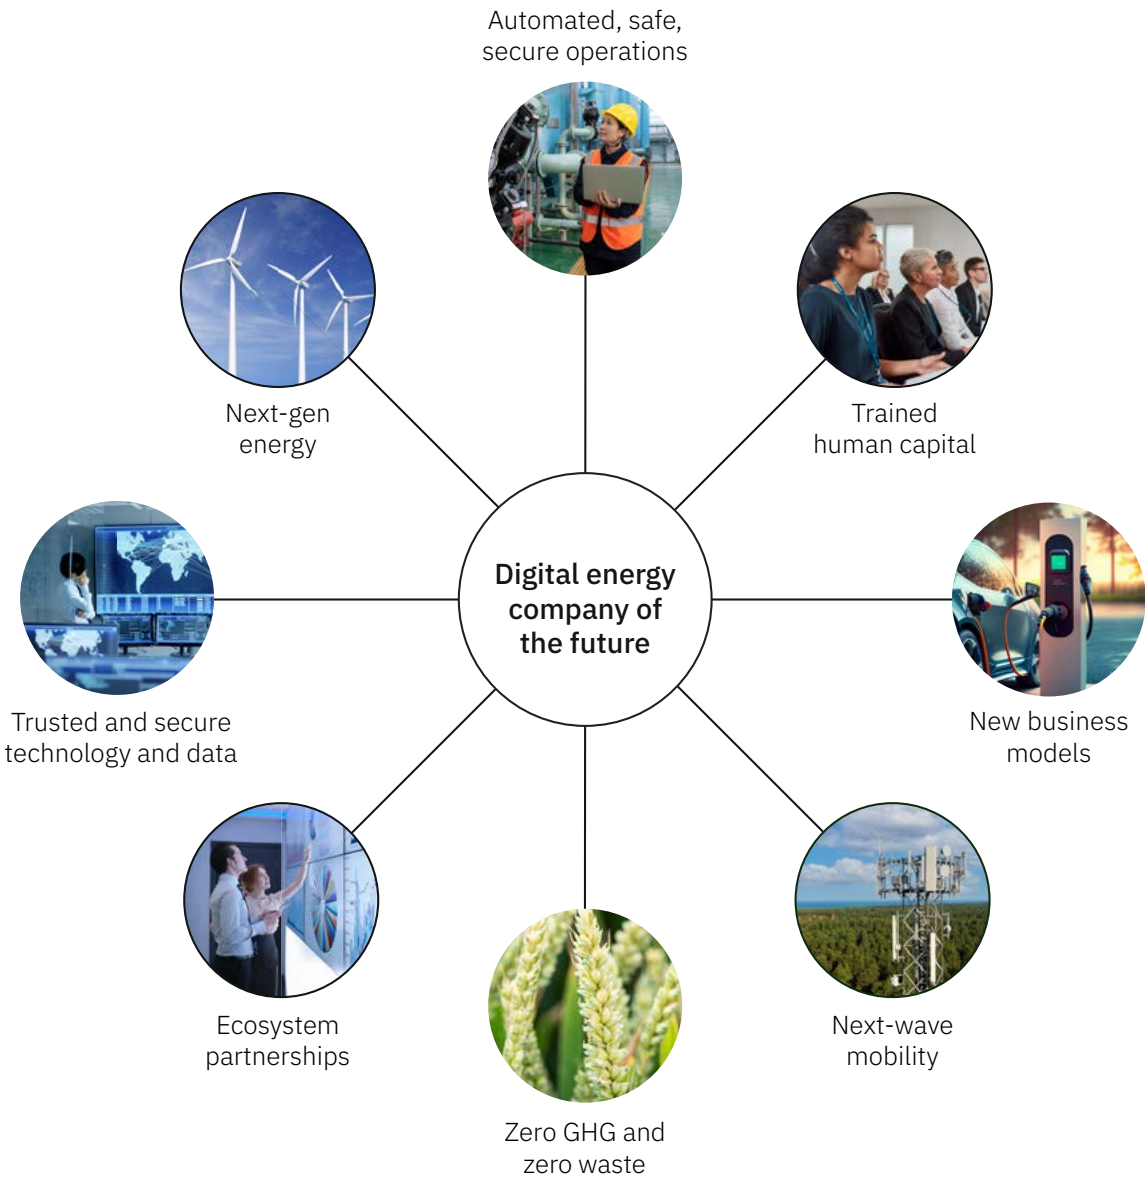 Automated, safe,
secure operations
Next-gen
energy
Trained
human capital
Digital energy
company of
the future
Trusted and secure
technology and data
New business
models
Ecosystem
partnerships
Next-wave
mobility
Zero GHG and
zero waste